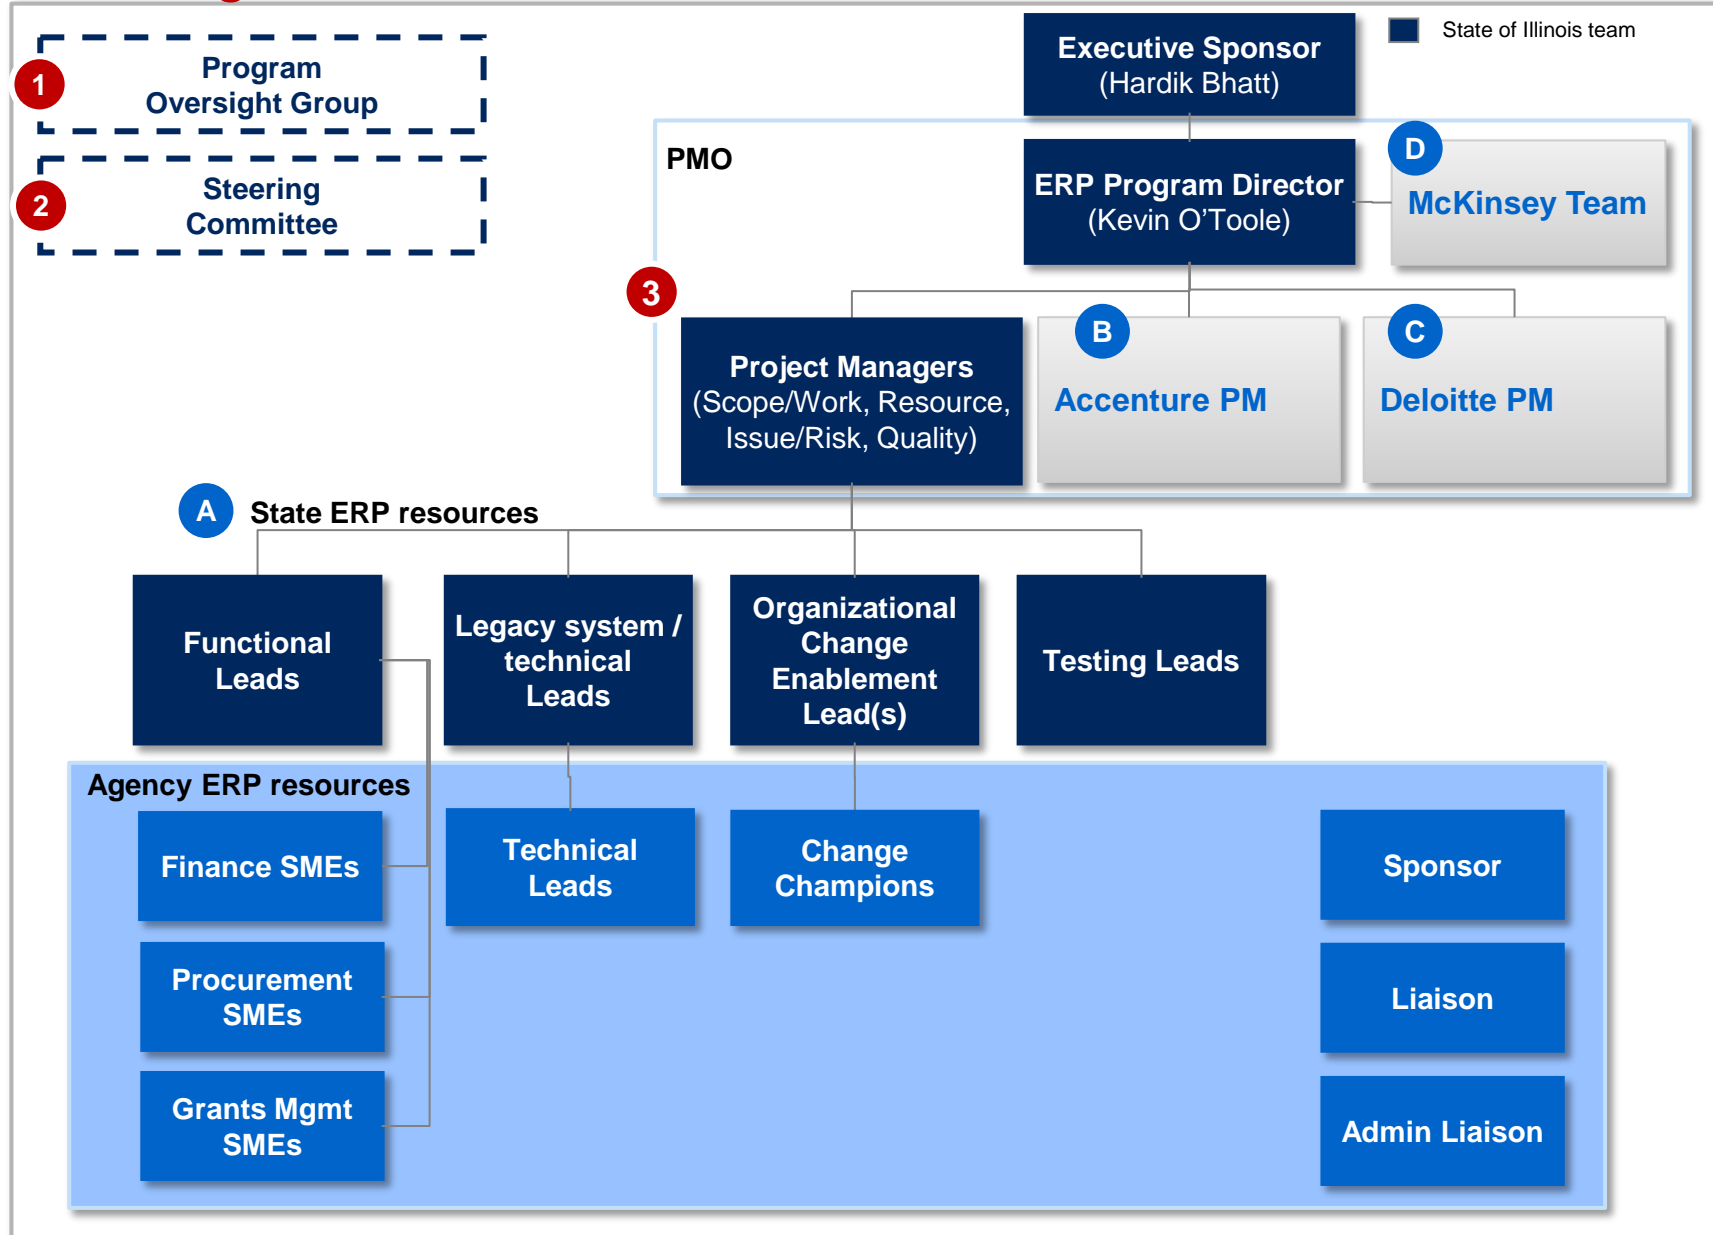 1
Program
Oversight Group
2
Steering
Committee
Executive Sponsor
(Hardik Bhatt)
State of Illinois team
PMO
ERP Program Director
(Kevin O'Toole)
D
McKinsey Team
3
Project Managers
(Scope/Work, Resource,
Issue/Risk, Quality)
B
Accenture PM
C
Deloitte PM
A
State ERP resources
Functional
Leads
Legacy system /
technical
Leads
Organizational
Change
Enablement
Lead(s)
Testing Leads
Agency ERP resources
Finance SMEs
Technical
Leads
Change
Champions
Sponsor
Procurement
SMEs
Liaison
Grants Mgmt
SMEs
Admin Liaison